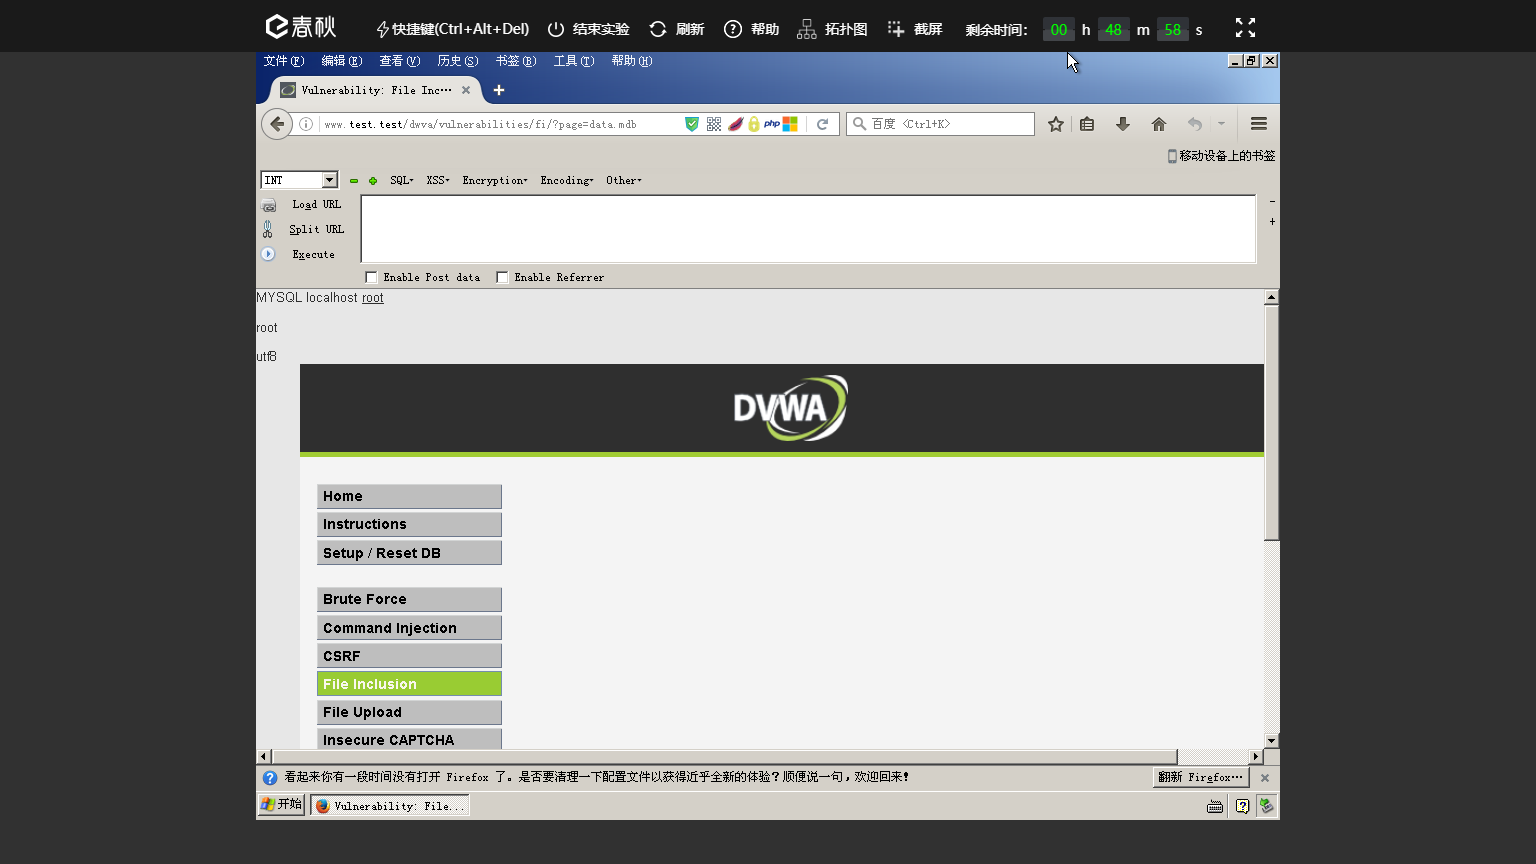 e春秋 快捷键(Ctrl+Alt+Del) 结束实验 刷新 帮助 拓扑图 截屏 剩余时间: 00 h 48 m 58 s
文件(F) 编辑(E) 查看(V) 历史(S) 书签(B) 工具(T) 帮助(H)
Vulnerability: File Inc···
www.test.test/dwva/vulnerabilities/fi/?page=data.mdb php 百度 <Ctrl+K>
移动设备上的书签
INT SQL XSS Encryption Encoding Other
Load URL
Split URL
Execute
Enable Post data Enable Referrer
MYSQL localhost root
root
utf8
DVWA
Home
Instructions
Setup / Reset DB
Brute Force
Command Injection
CSRF
File Inclusion
File Upload
Insecure CAPTCHA
看起来你有一段时间没有打开 Firefox 了。是否要清理一下配置文件以获得近乎全新的体验？顺便说一句，欢迎回来！ 翻新 Firefox···
开始 Vulnerability: File...